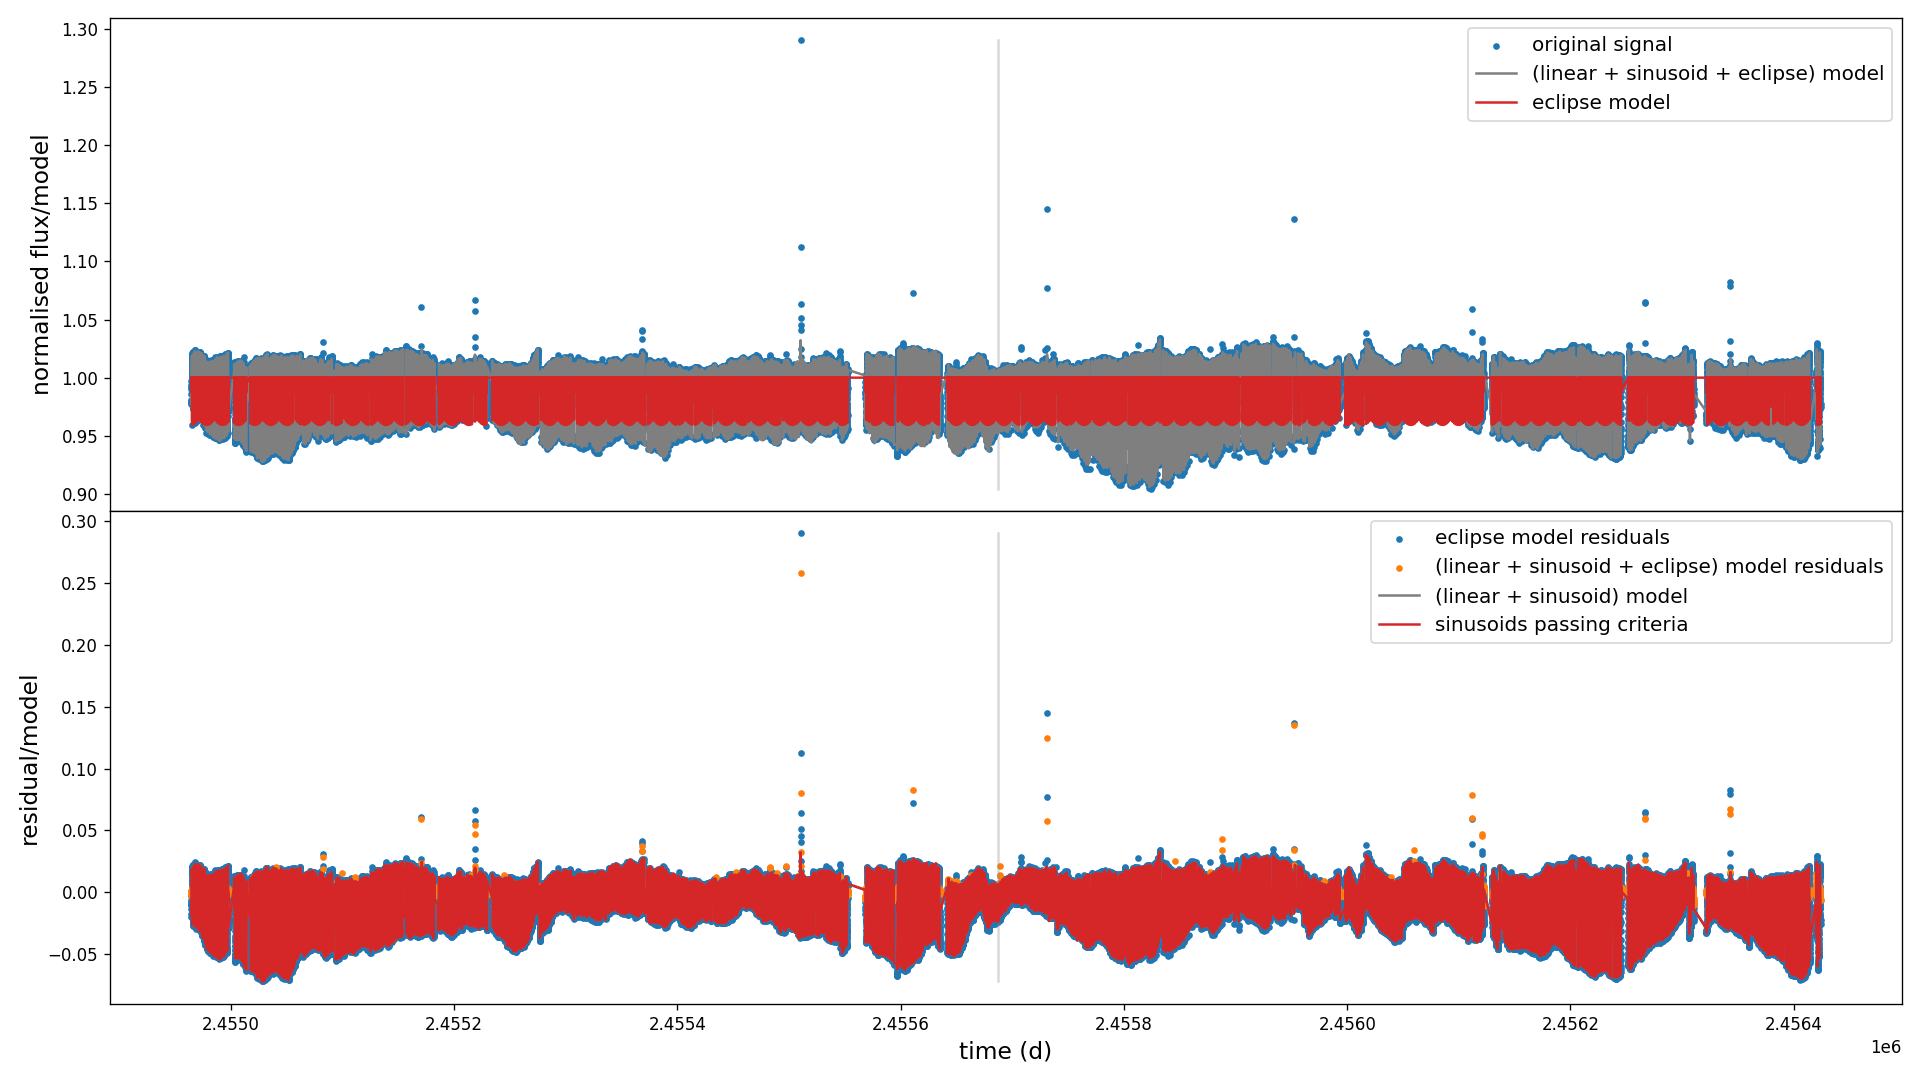 1.30
1.25
1.20
1.15
1.10
1.05
1.00
0.95
0.90
normalised flux/model
original signal
(linear + sinusoid + eclipse) model
eclipse model
0.30
0.25
0.20
0.15
0.10
0.05
0.00
−0.05
residual/model
eclipse model residuals
(linear + sinusoid + eclipse) model residuals
(linear + sinusoid) model
sinusoids passing criteria
2.4550 2.4552 2.4554 2.4556 2.4558 2.4560 2.4562 2.4564
1e6
time (d)